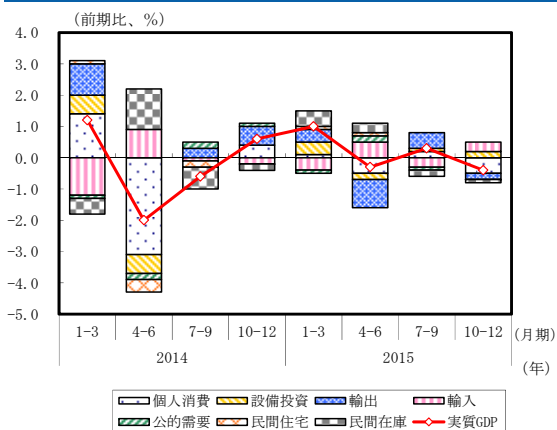 (前期比、%)
4.0
3.0
2.0
1.0
0.0
-1.0
-2.0
-3.0
-4.0
-5.0
1-3 4-6 7-9 10-12 1-3 4-6 7-9 10-12 (月期)
2014 2015 (年)
個人消費 設備投資 輸出 輸入
公的需要 民間住宅 民間在庫 実質GDP